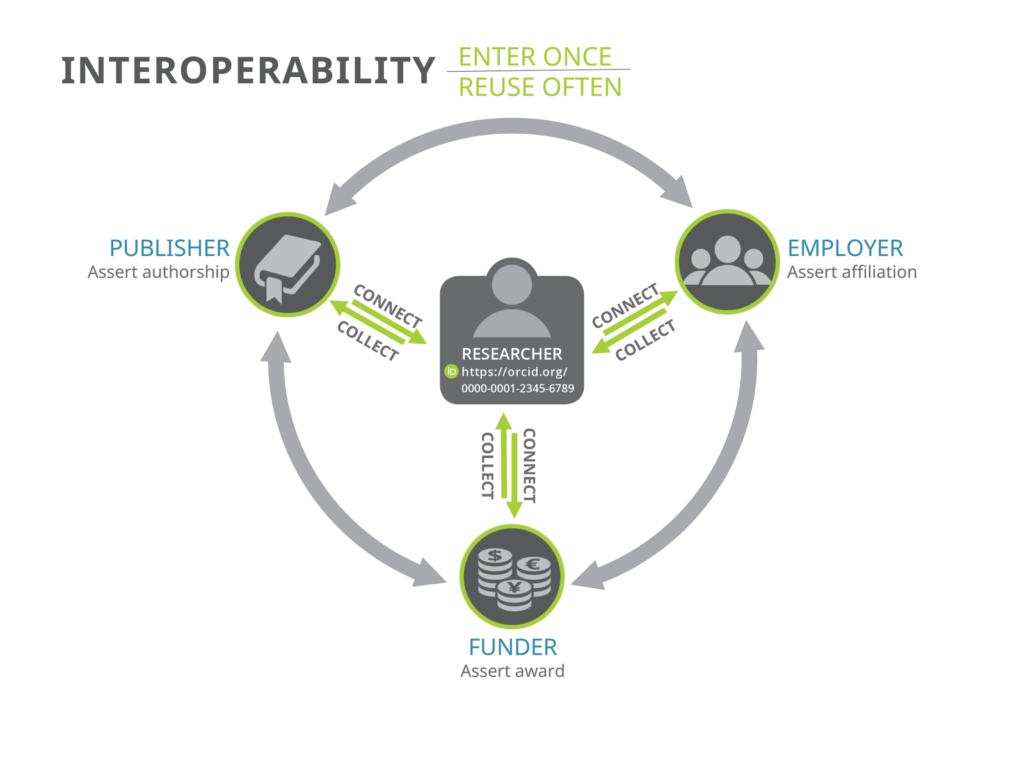 INTEROPERABILITY
ENTER ONCE
REUSE OFTEN
PUBLISHER
Assert authorship
EMPLOYER
Assert affiliation
CONNECT
COLLECT
CONNECT
COLLECT
RESEARCHER
iD https://orcid.org/
0000-0001-2345-6789
COLLECT
CONNECT
$
€
¥
FUNDER
Assert award